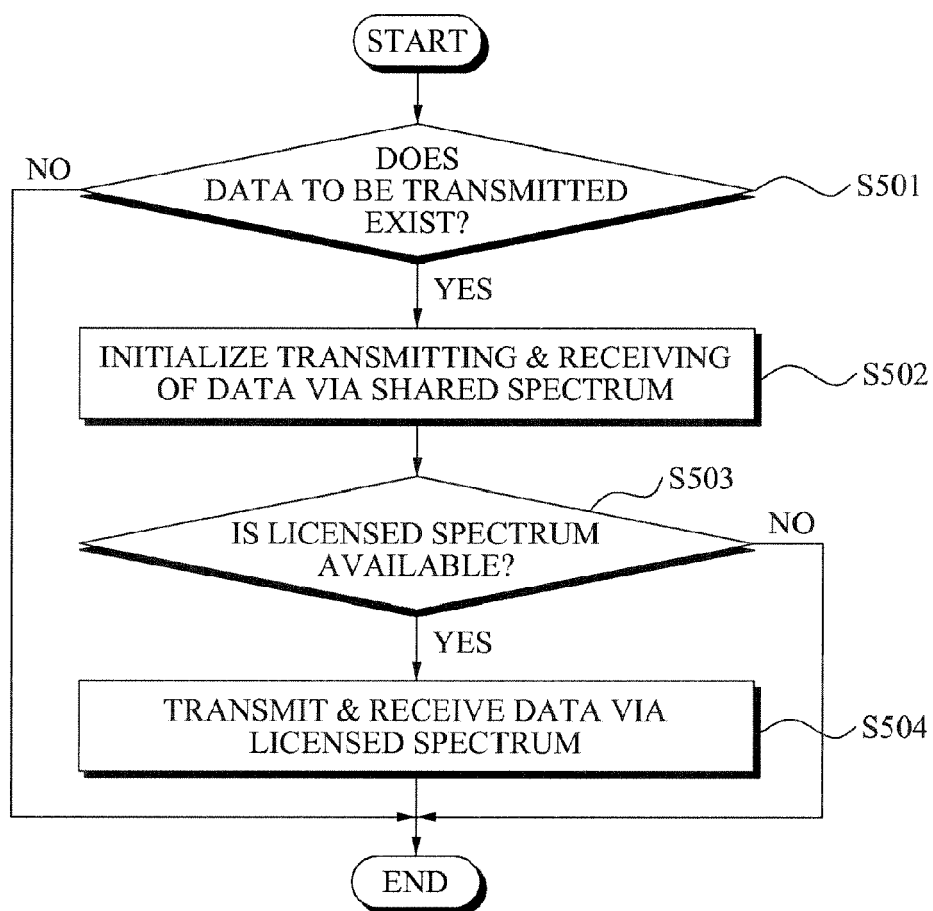 START
DOES
DATA TO BE TRANSMITTED
EXIST?
NO
S501
YES
INITIALIZE TRANSMITTING & RECEIVING
OF DATA VIA SHARED SPECTRUM
S502
S503
IS LICENSED SPECTRUM
AVAILABLE?
NO
YES
TRANSMIT & RECEIVE DATA VIA
LICENSED SPECTRUM
S504
END